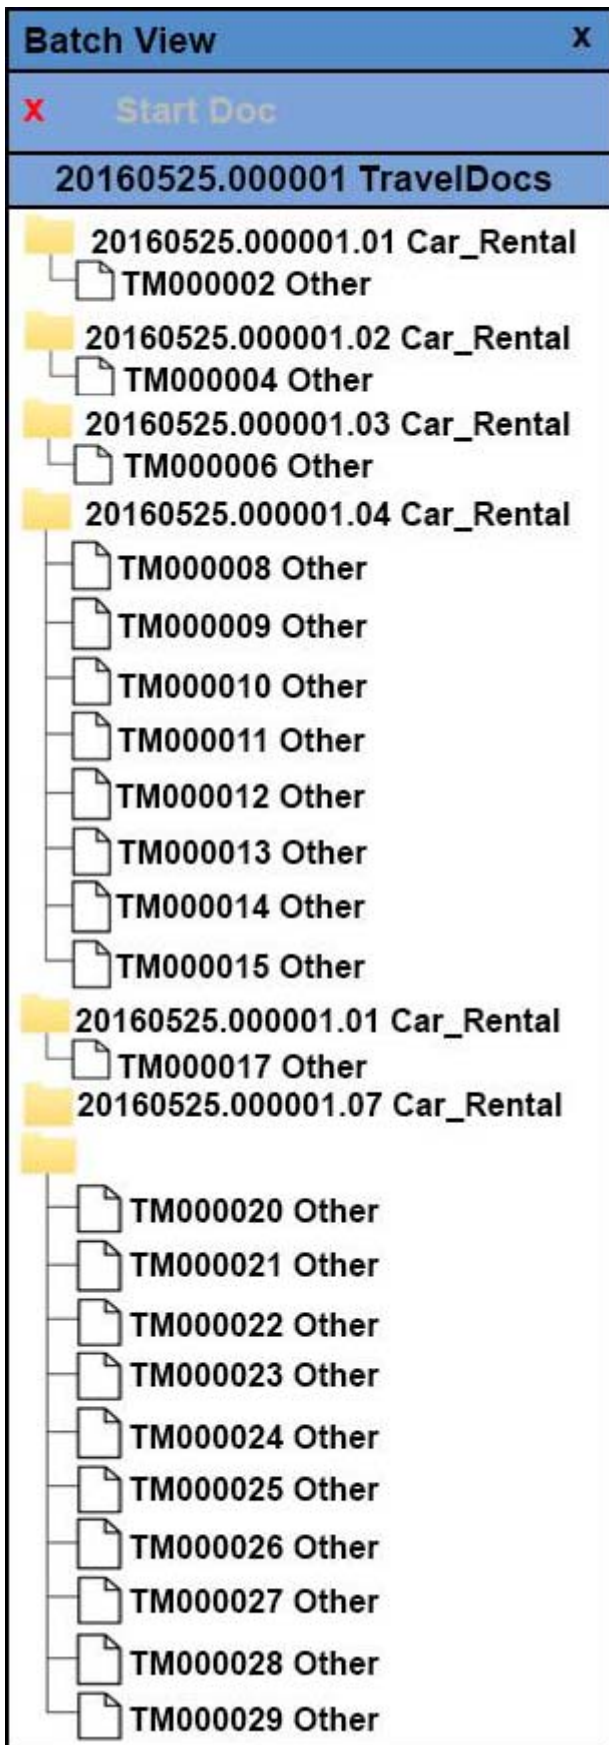 Batch View x
x Start Doc
20160525.000001 TravelDocs
20160525.000001.01 Car_Rental
TM000002 Other
20160525.000001.02 Car_Rental
TM000004 Other
20160525.000001.03 Car_Rental
TM000006 Other
20160525.000001.04 Car_Rental
TM000008 Other
TM000009 Other
TM000010 Other
TM000011 Other
TM000012 Other
TM000013 Other
TM000014 Other
TM000015 Other
20160525.000001.01 Car_Rental
TM000017 Other
20160525.000001.07 Car_Rental
TM000020 Other
TM000021 Other
TM000022 Other
TM000023 Other
TM000024 Other
TM000025 Other
TM000026 Other
TM000027 Other
TM000028 Other
TM000029 Other